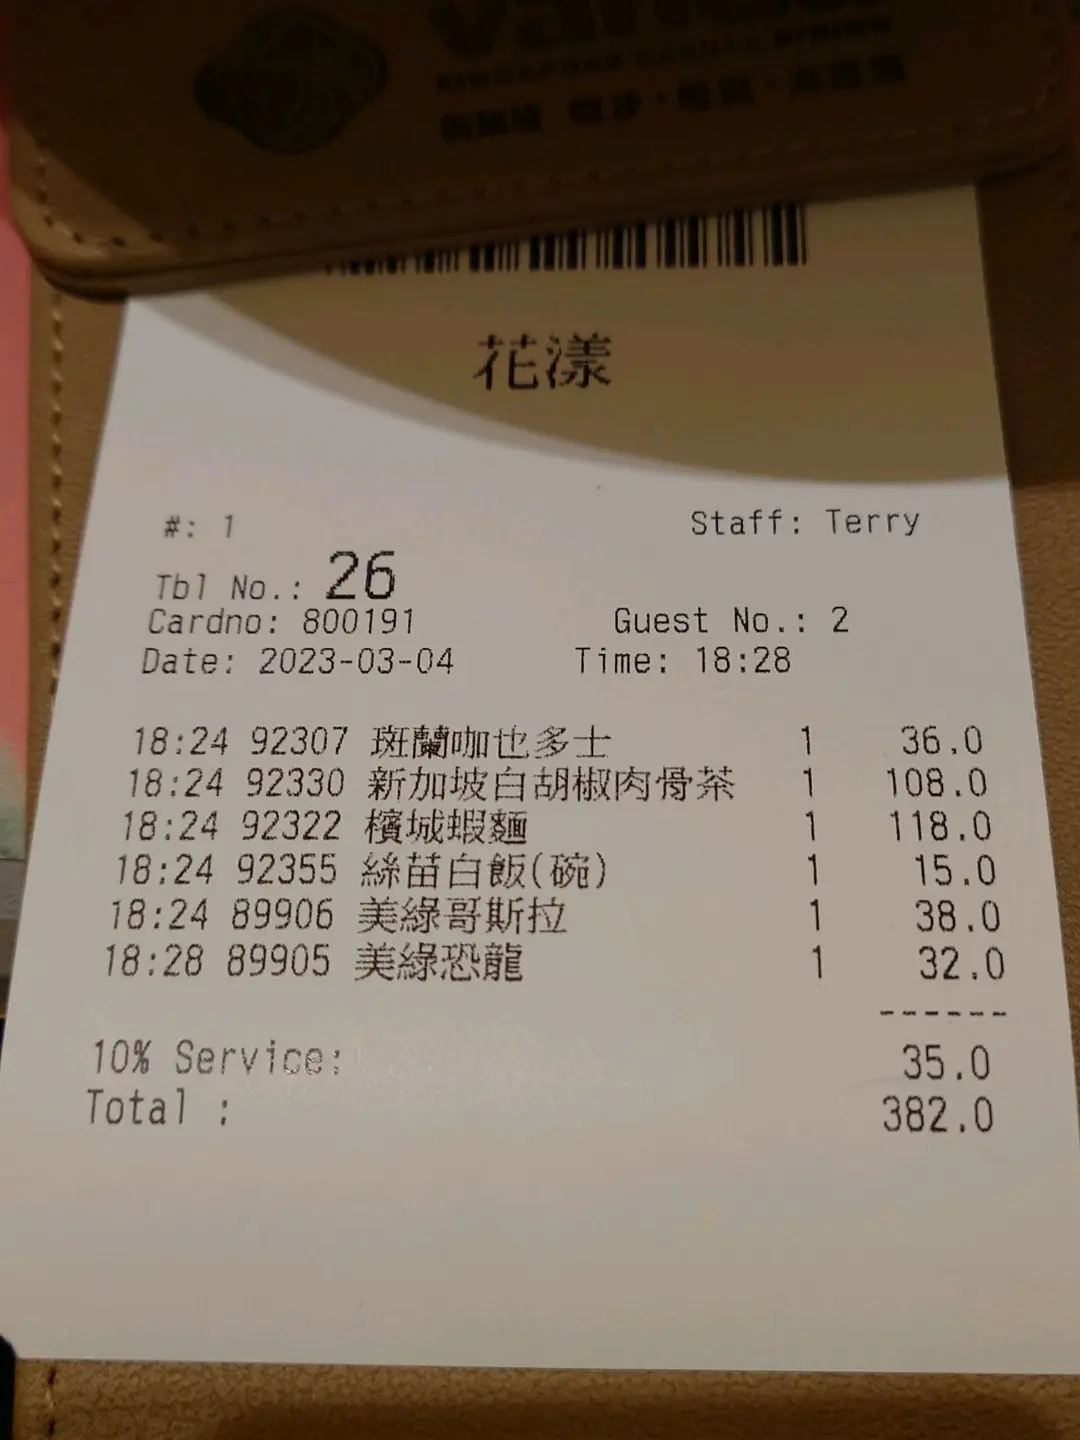 花漾
#: 1 Staff: Terry
Tbl No.: 26
Cardno: 800191 Guest No.: 2
Date: 2023-03-04 Time: 18:28
18:24 92307 斑蘭咖也多士 1 36.0
18:24 92330 新加坡白胡椒肉骨茶 1 108.0
18:24 92322 檳城蝦麵 1 118.0
18:24 92355 絲苗白飯(碗) 1 15.0
18:24 89906 美綠哥斯拉 1 38.0
18:28 89905 美綠恐龍 1 32.0
------
10% Service: 35.0
Total : 382.0